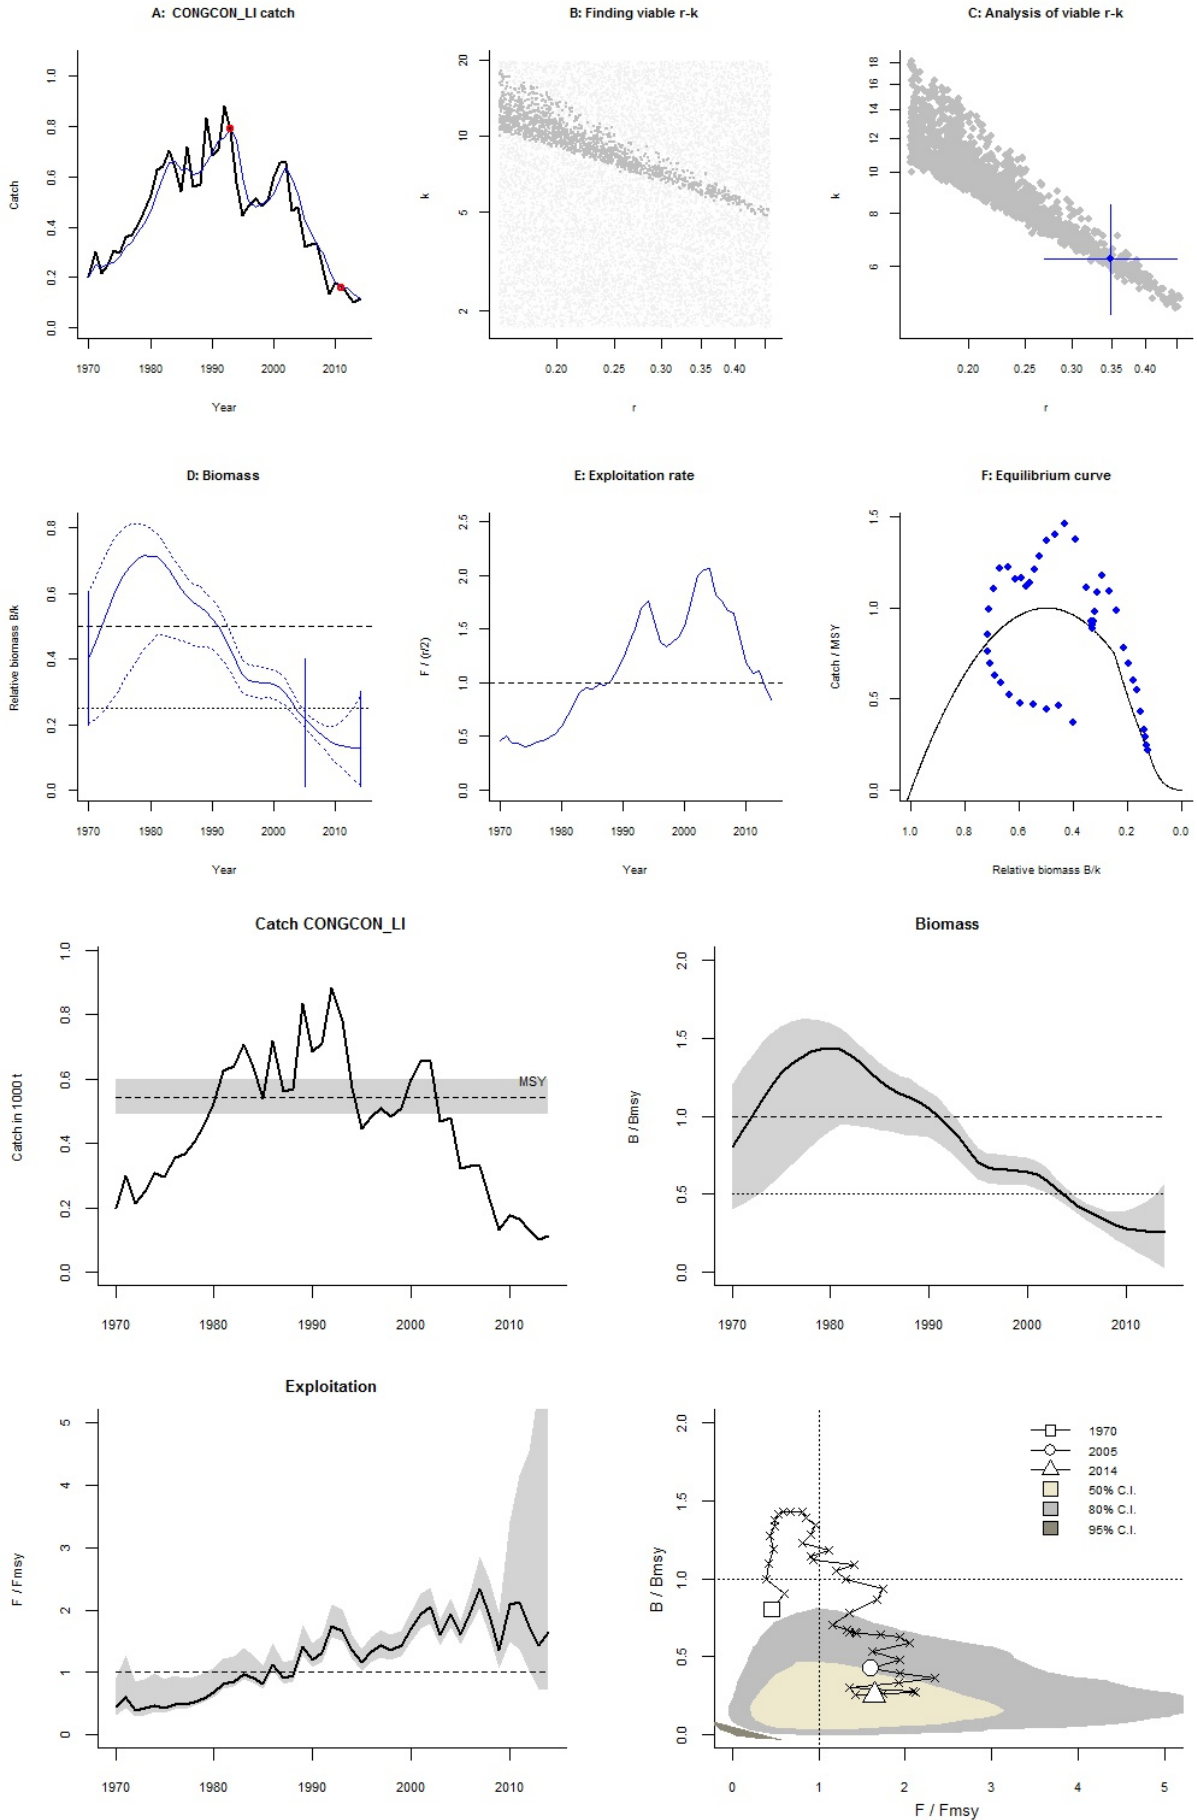 A: CONGCON_LI catch
B: Finding viable r-k
C: Analysis of viable r-k
Catch
0.0 0.2 0.4 0.6 0.8 1.0
1970 1980 1990 2000 2010
Year
k
2 5 10 20
0.20 0.25 0.30 0.35 0.40
r
k
6 8 10 12 14 16 18
0.20 0.25 0.30 0.35 0.40
r
D: Biomass
E: Exploitation rate
F: Equilibrium curve
Relative biomass B/k
0.0 0.2 0.4 0.6 0.8
1970 1980 1990 2000 2010
Year
F / (r/2)
0.0 0.5 1.0 1.5 2.0 2.5
1970 1980 1990 2000 2010
Year
Catch / MSY
0.0 0.5 1.0 1.5
1.0 0.8 0.6 0.4 0.2 0.0
Relative biomass B/k
Catch CONGCON_LI
Biomass
Catch in 1000 t
0.0 0.2 0.4 0.6 0.8 1.0
MSY
1970 1980 1990 2000 2010
B / Bmsy
0.0 0.5 1.0 1.5 2.0
1970 1980 1990 2000 2010
Exploitation
F / Fmsy
0 1 2 3 4 5
1970 1980 1990 2000 2010
B / Bmsy
0.0 0.5 1.0 1.5 2.0
1970
2005
2014
50% C.I.
80% C.I.
95% C.I.
0 1 2 3 4 5
F / Fmsy